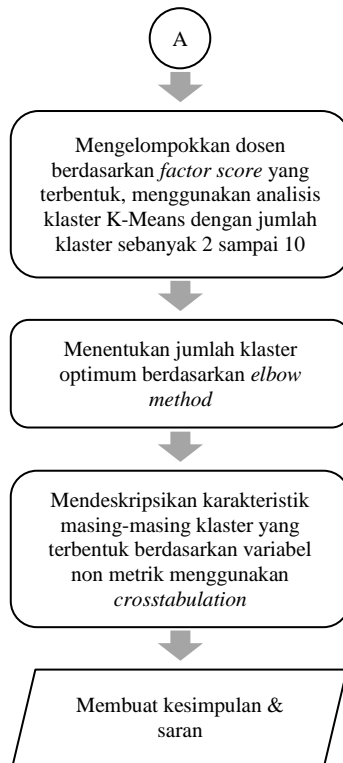 A
Mengelompokkan dosen
berdasarkan factor score yang
terbentuk, menggunakan analisis
klaster K-Means dengan jumlah
klaster sebanyak 2 sampai 10
Menentukan jumlah klaster
optimum berdasarkan elbow
method
Mendeskripsikan karakteristik
masing-masing klaster yang
terbentuk berdasarkan variabel
non metrik menggunakan
crosstabulation
Membuat kesimpulan &
saran